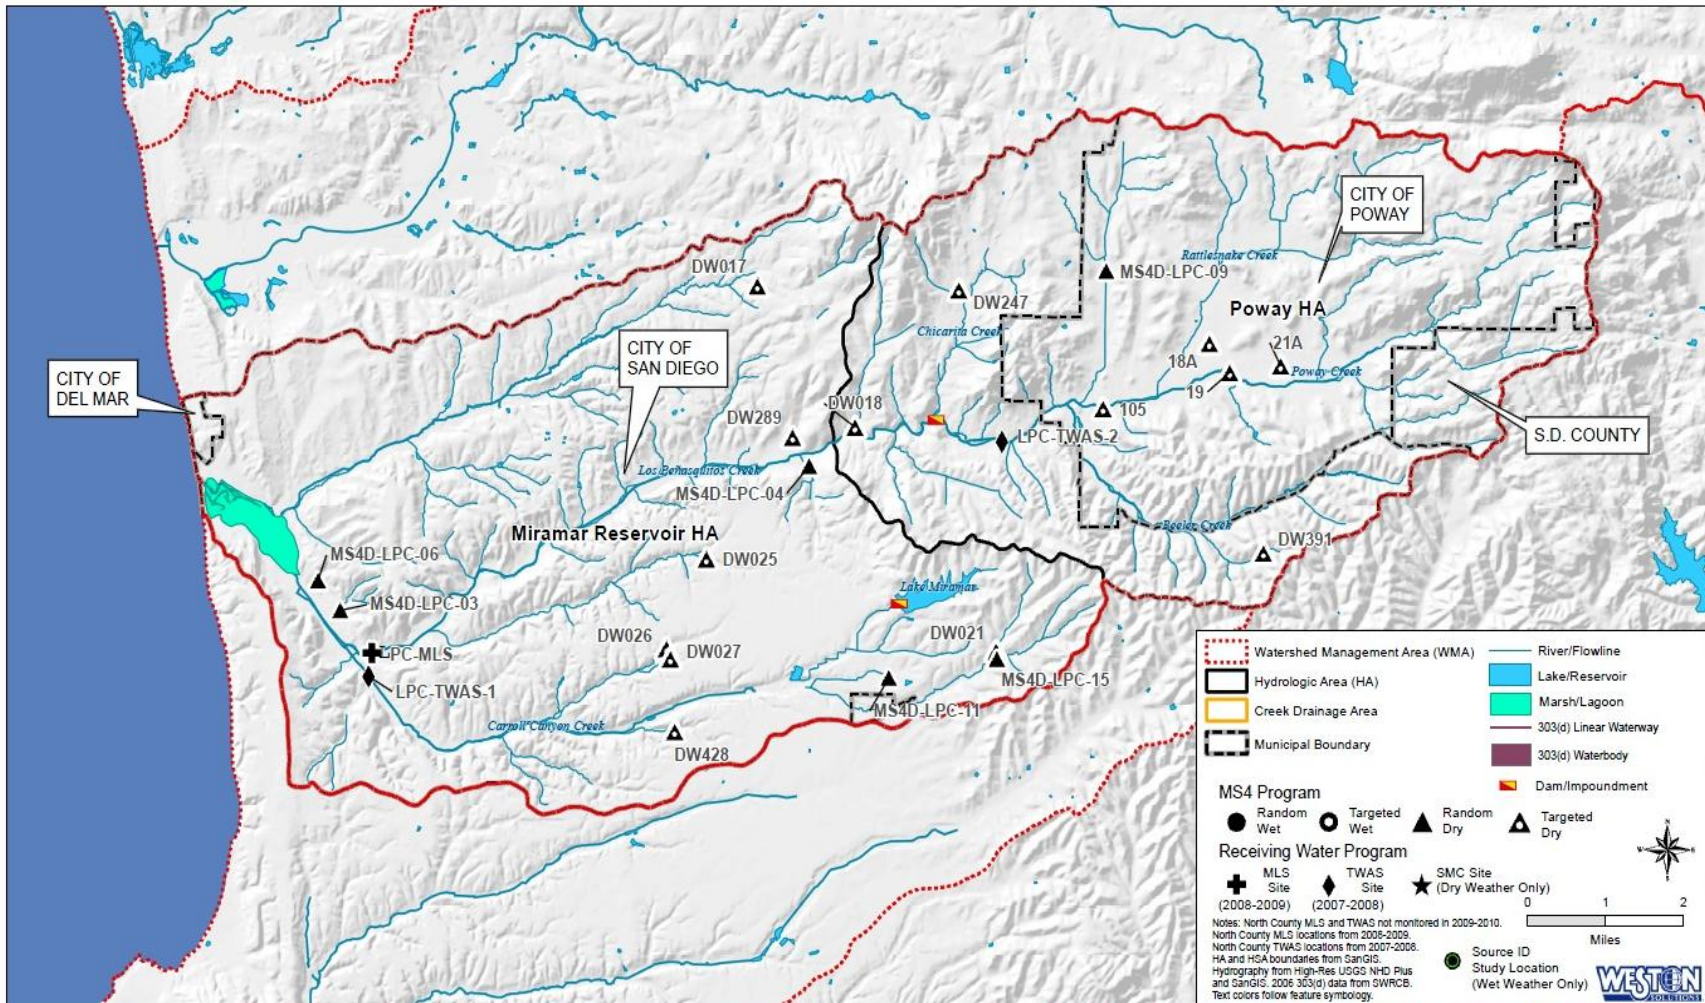 CITY OF
POWAY
Rattlesnake Creek
MS4D-LPC-09
DW017
DW247
Poway HA
Chicarita Creek
CITY OF
SAN DIEGO
18A
21A
Poway Creek
19
CITY OF
DEL MAR
DW018
105
DW289
LPC-TWAS-2
S.D. COUNTY
Los Peñasquitos Creek
MS4D-LPC-04
Miramar Reservoir HA
Beeler Creek
DW391
MS4D-LPC-06
DW025
Lake Miramar
MS4D-LPC-03
DW026
DW027
DW021
LPC-MLS
MS4D-LPC-15
LPC-TWAS-1
MS4D-LPC-11
Carroll Canyon Creek
DW428
Watershed Management Area (WMA)
Hydrologic Area (HA)
Creek Drainage Area
Municipal Boundary
River/Flowline
Lake/Reservoir
Marsh/Lagoon
303(d) Linear Waterway
303(d) Waterbody
Dam/Impoundment
MS4 Program
Random
Wet
Targeted
Wet
Random
Dry
Targeted
Dry
Receiving Water Program
MLS
Site
(2008-2009)
TWAS
Site
(2007-2008)
SMC Site
(Dry Weather Only)
N
W
E
S
0 1 2
Miles
Notes: North County MLS and TWAS not monitored in 2009-2010.
North County MLS locations from 2008-2009.
North County TWAS locations from 2007-2008.
HA and HSA boundaries from SanGIS.
Hydrography from High-Res USGS NHD Plus
and SanGIS. 2006 303(d) data from SWRCB.
Text colors follow feature symbology.
Source ID
Study Location
(Wet Weather Only)
WESTON
SOLUTIONS